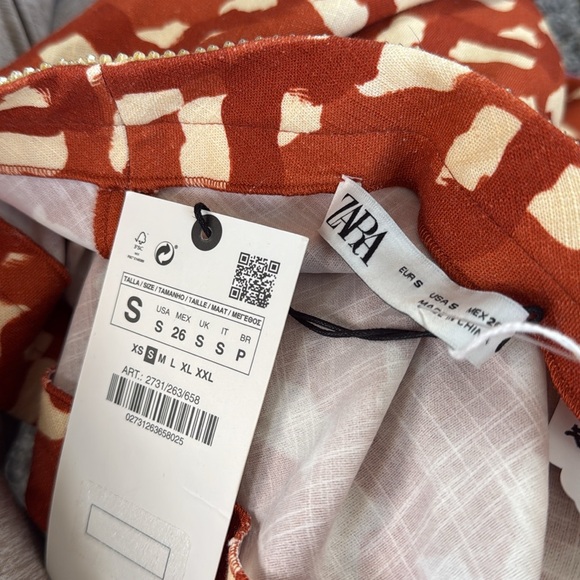 FSC
TALLA / SIZE / TAMANHO / TAILLE / MAAT / ΜΕΓΕΘΟΣ
S
USA MEX UK IT BR
S 26 S S P
XS S M L XL XXL
ART.: 2731/263/658
02731263658025
ZARA
EUR S USA S MEX 26
MADE IN CHINA